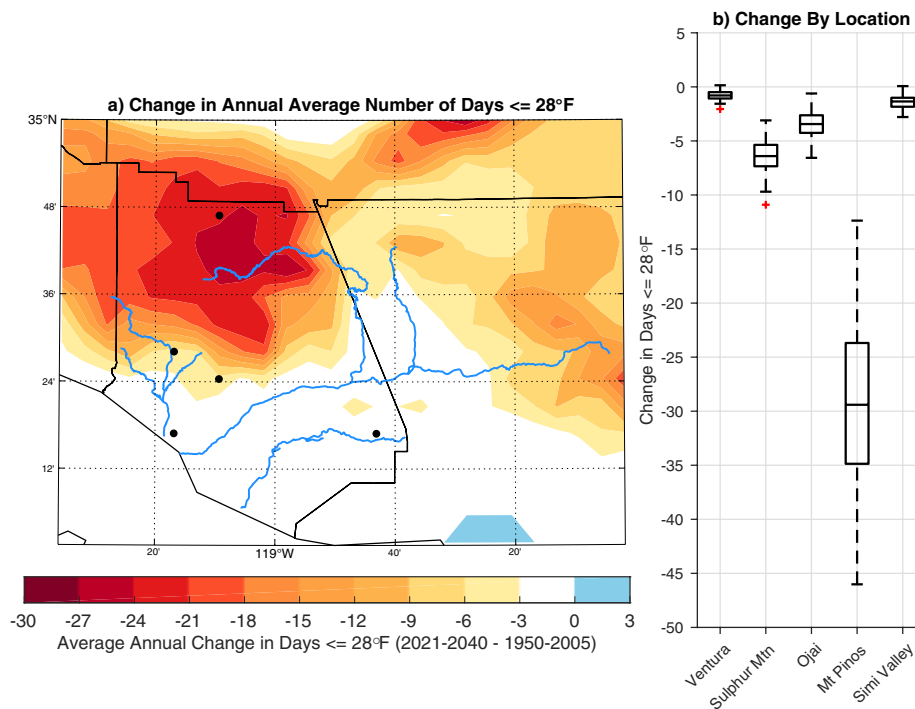 a) Change in Annual Average Number of Days <= 28°F
35°N
48'
36'
24'
12'
20'
119°W
40'
20'
-30
-27
-24
-21
-18
-15
-12
-9
-6
-3
0
3
Average Annual Change in Days <= 28°F (2021-2040 - 1950-2005)
b) Change By Location
Change in Days <= 28°F
5
0
-5
-10
-15
-20
-25
-30
-35
-40
-45
-50
Ventura
Sulphur Mtn
Ojai
Mt Pinos
Simi Valley